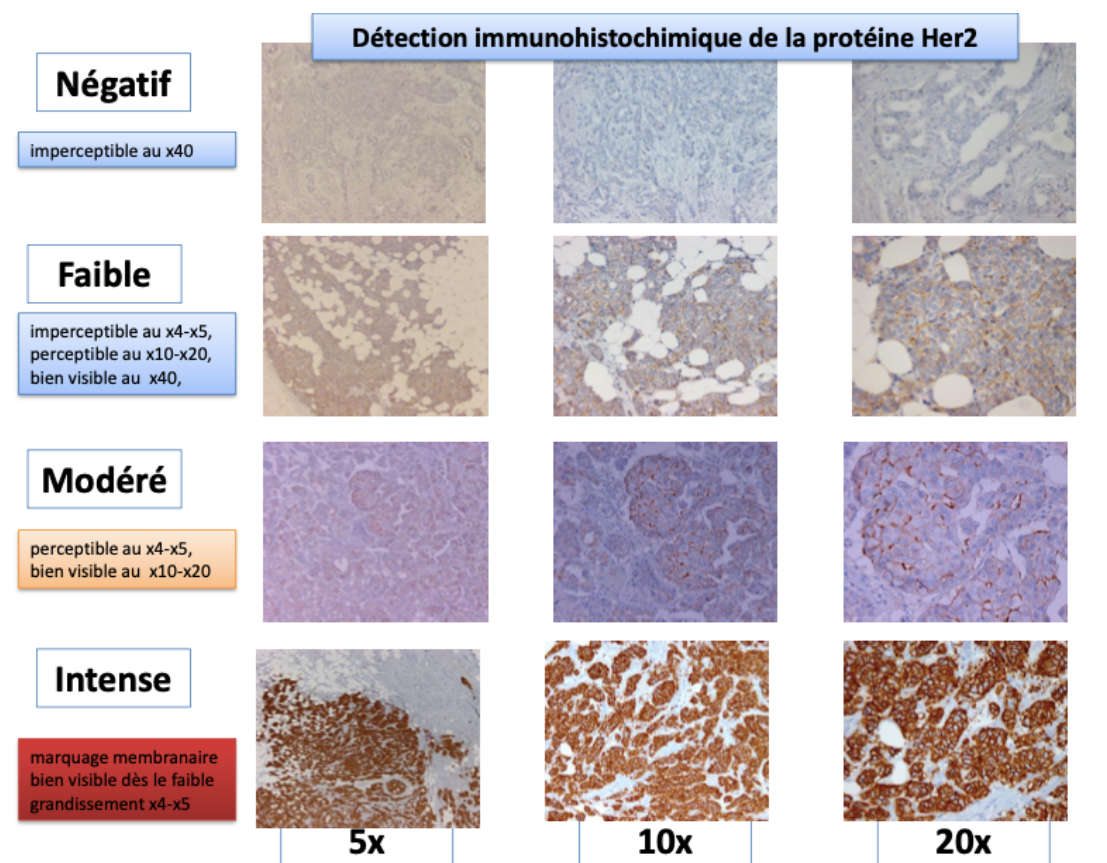 Détection immunohistochimique de la protéine Her2
Négatif
imperceptible au x40
Faible
imperceptible au x4-x5,
perceptible au x10-x20,
bien visible au  x40,
Modéré
perceptible au x4-x5,
bien visible au  x10-x20
Intense
marquage membranaire
bien visible dès le faible
grandissement x4-x5
5x
10x
20x